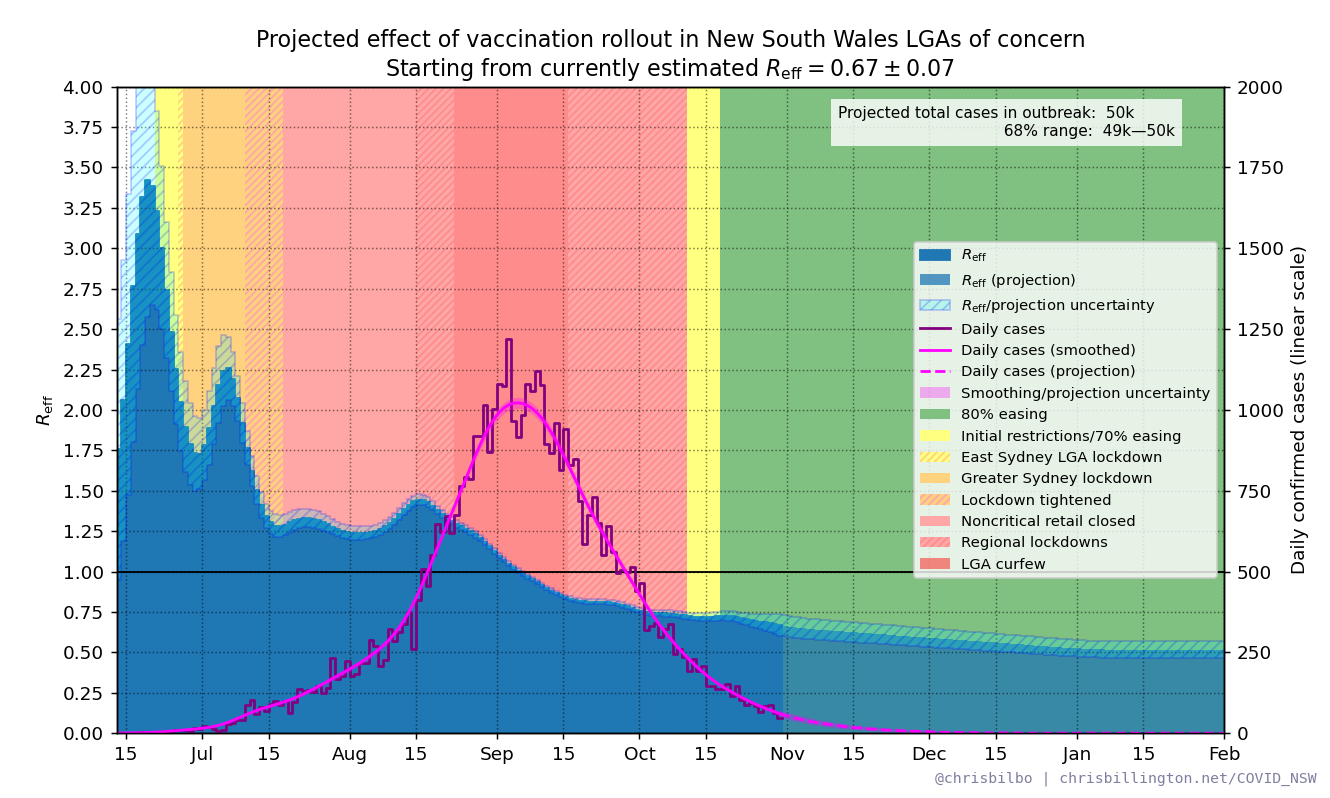 Projected effect of vaccination rollout in New South Wales LGAs of concern
Starting from currently estimated Reff = 0.67 ± 0.07
Projected total cases in outbreak: 50k
68% range: 49k—50k
4.00
3.75
3.50
3.25
3.00
2.75
2.50
2.25
2.00
1.75
1.50
1.25
1.00
0.75
0.50
0.25
0.00
Reff
2000
1750
1500
1250
1000
750
500
250
0
Daily confirmed cases (linear scale)
Reff
Reff (projection)
Reff/projection uncertainty
Daily cases
Daily cases (smoothed)
Daily cases (projection)
Smoothing/projection uncertainty
80% easing
Initial restrictions/70% easing
East Sydney LGA lockdown
Greater Sydney lockdown
Lockdown tightened
Noncritical retail closed
Regional lockdowns
LGA curfew
15 Jul 15 Aug 15 Sep 15 Oct 15 Nov 15 Dec 15 Jan 15 Feb
@chrisbilbo | chrisbillington.net/COVID_NSW